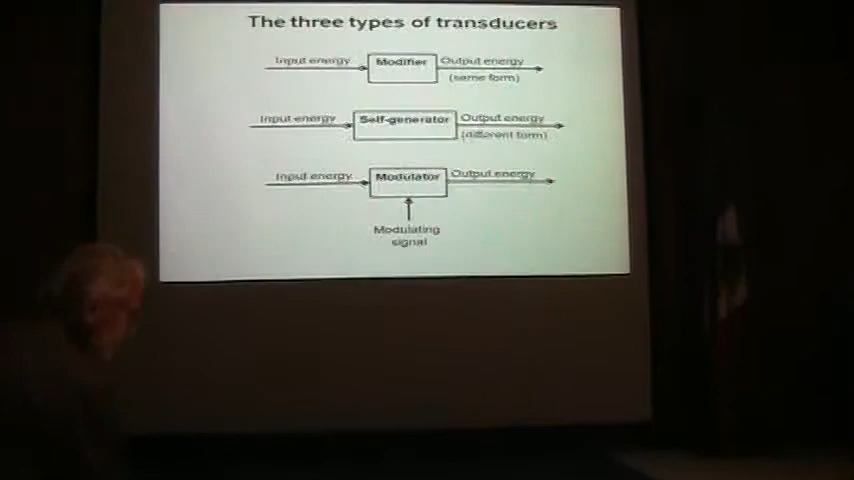 The three types of transducers
Input energy
Modifier
Output energy
(same form)
Input energy
Self-generator
Output energy
(different form)
Input energy
Modulator
Output energy
Modulating
signal